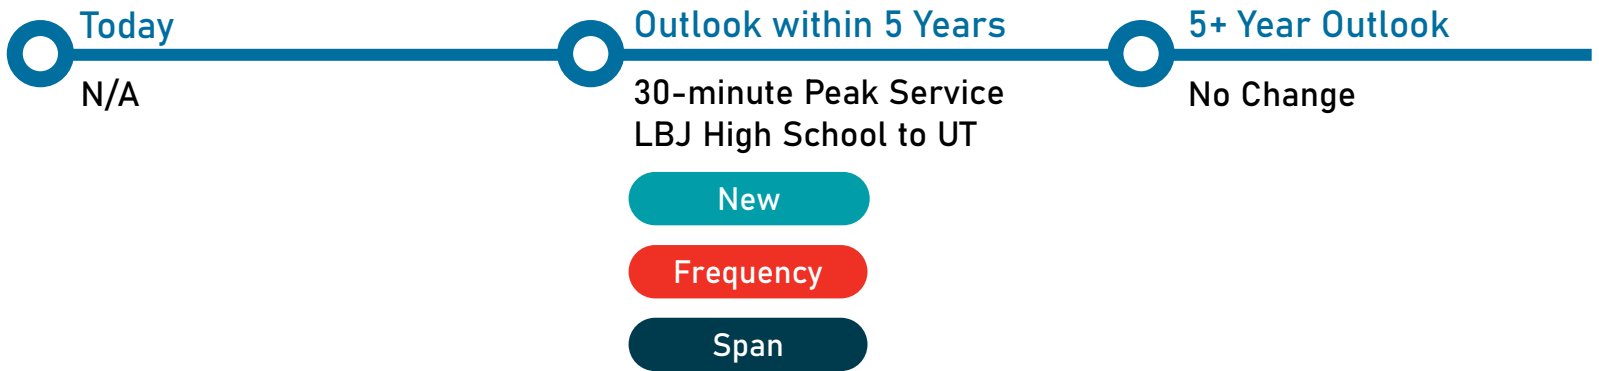 Today
N/A
Outlook within 5 Years
30-minute Peak Service
LBJ High School to UT
New
Frequency
Span
5+ Year Outlook
No Change